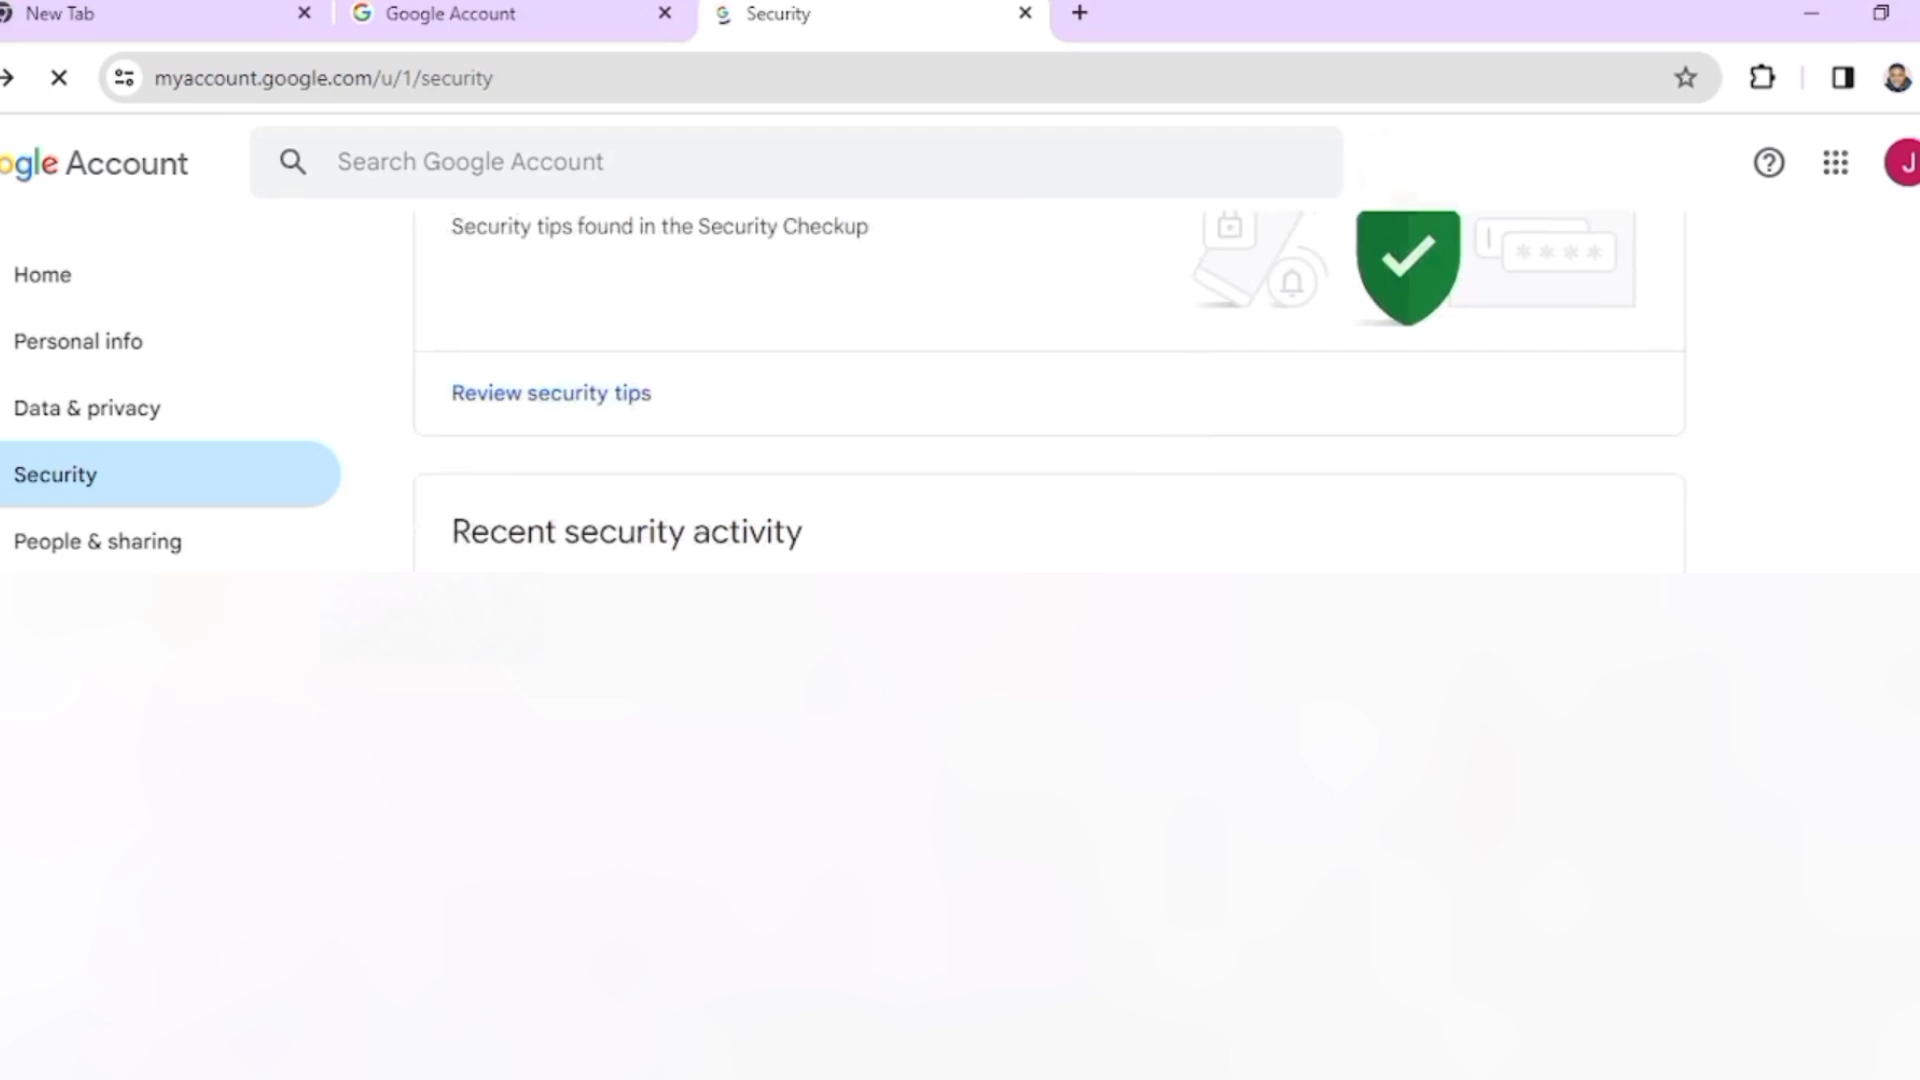 New Tab
Google Account
Security
myaccount.google.com/u/1/security
ogle Account
Search Google Account
J
Security tips found in the Security Checkup
****
Home
Personal info
Data & privacy
Review security tips
Security
Recent security activity
People & sharing